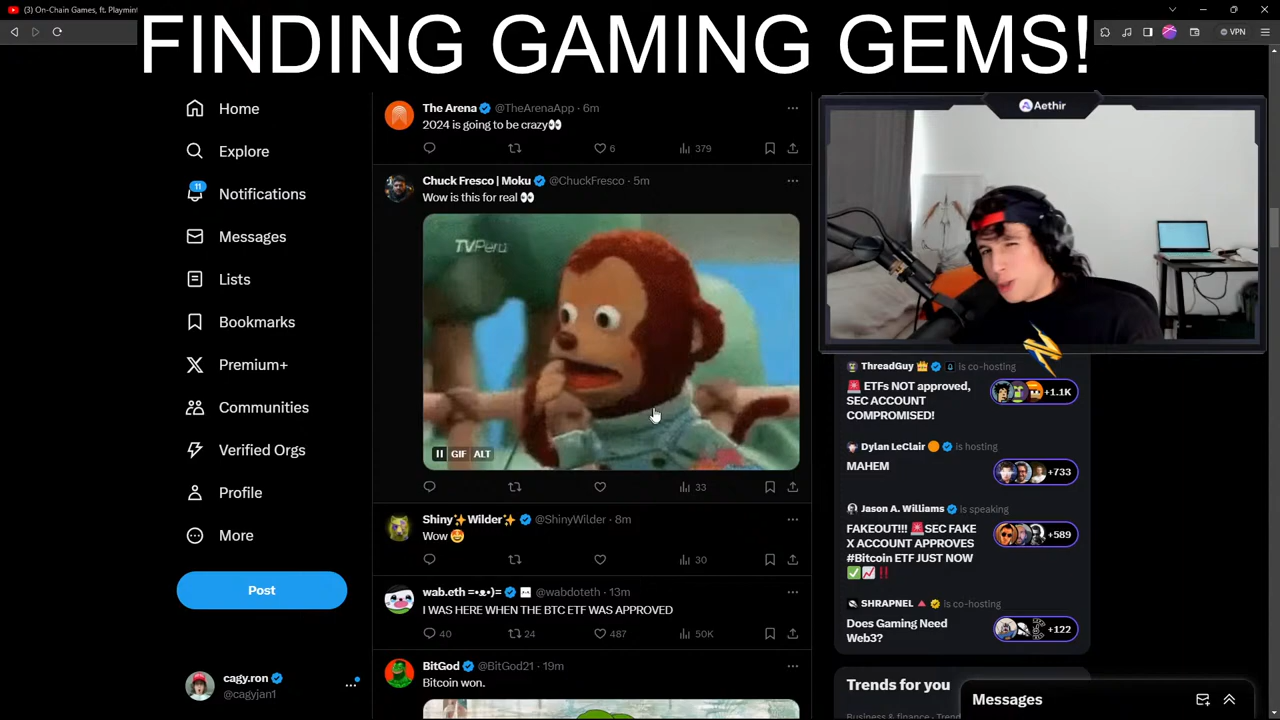 (3) On-Chain Games, ft. Playmint
FINDING GAMING GEMS!
VPN
Home
Explore
11
Notifications
Messages
Lists
Bookmarks
Premium+
Communities
Verified Orgs
Profile
More
Post
cagy.ron
@cagyjan1
The Arena @TheArenaApp · 6m
2024 is going to be crazy👀
6 379
Chuck Fresco | Moku @ChuckFresco · 5m
Wow is this for real 👀
TVPerú
GIF ALT
33
Shiny✨Wilder✨ @ShinyWilder · 8m
Wow 🤩
30
wab.eth =•ᴥ•)= @wabdoteth · 13m
I WAS HERE WHEN THE BTC ETF WAS APPROVED
40 24 487 50K
BitGod @BitGod21 · 19m
Bitcoin won.
Aethir
ThreadGuy 👑 is co-hosting
🚨 ETFs NOT approved,
SEC ACCOUNT
COMPROMISED!
+1.1K
Dylan LeClair 🟠 is hosting
MAHEM
+733
Jason A. Williams is speaking
FAKEOUT!!! 🚨SEC FAKE
X ACCOUNT APPROVES
#Bitcoin ETF JUST NOW
✅📈‼️
+589
SHRAPNEL 🔺 is co-hosting
Does Gaming Need
Web3?
+122
Trends for you
Messages